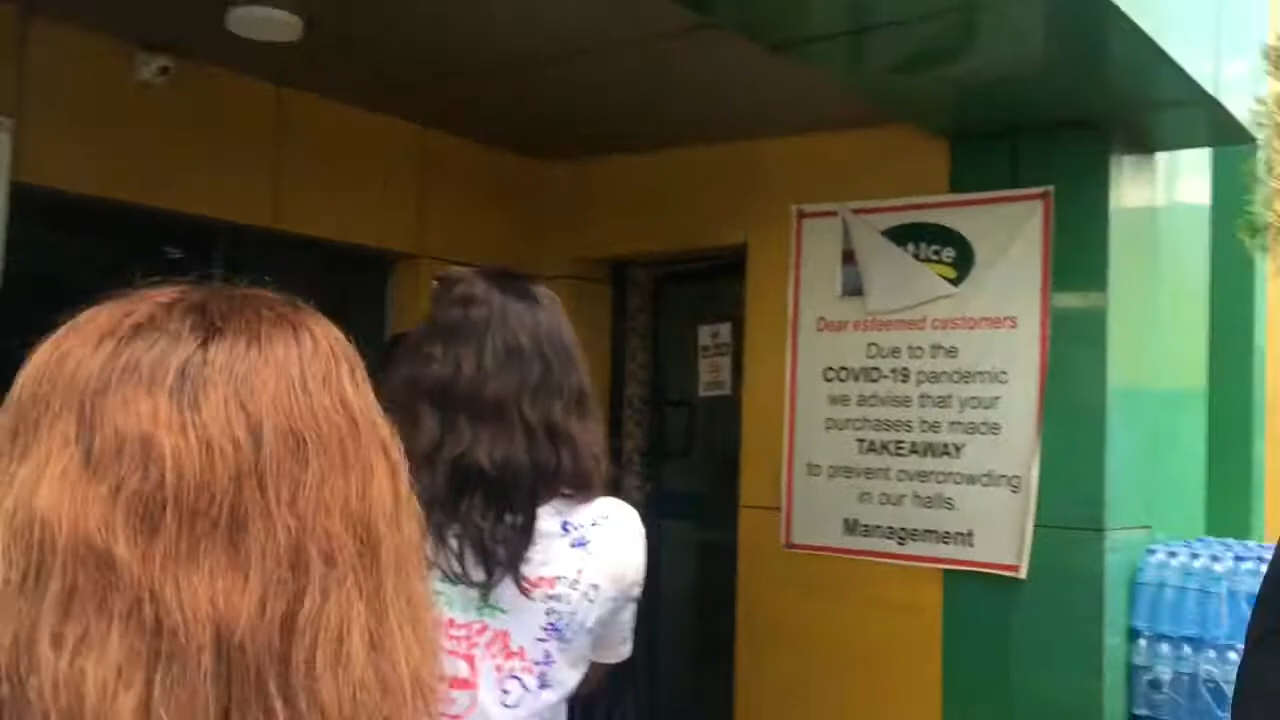 Dear esteemed customers
Due to the
COVID-19 pandemic
we advise that your
purchases be made
TAKEAWAY
to prevent overcrowding
in our halls.
Management